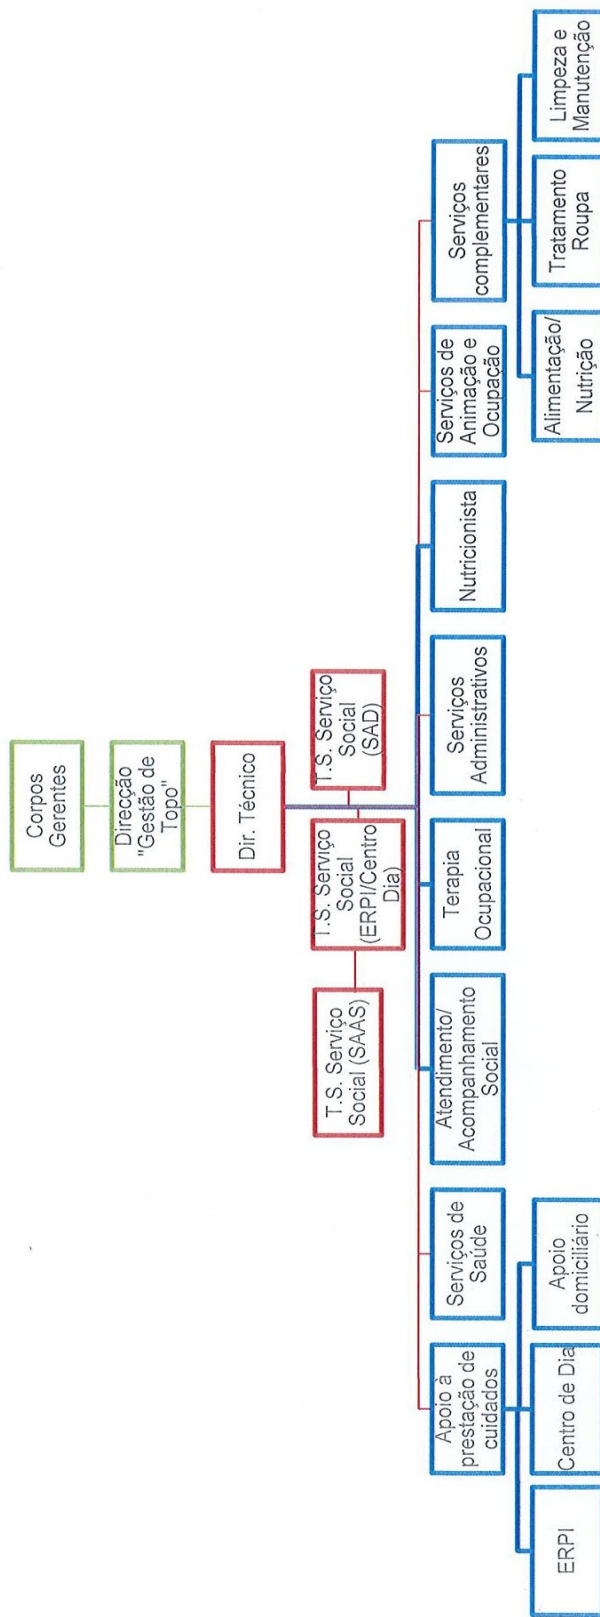 Corpos
Gerentes
Direcção
"Gestão de
Topo"
Dir. Técnico
T.S. Serviço
Social (SAAS)
T.S. Serviço
Social
(ERPI/Centro
Dia)
T.S. Serviço
Social
(SAD)
Apoio à
prestação de
cuidados
Serviços de
Saúde
Atendimento/
Acompanhamento
Social
Terapia
Ocupacional
Serviços
Administrativos
Nutricionista
Serviços de
Animação e
Ocupação
Serviços
complementares
ERPI
Centro de Dia
Apoio
domiciliário
Alimentação/
Nutrição
Tratamento
Roupa
Limpeza e
Manutenção